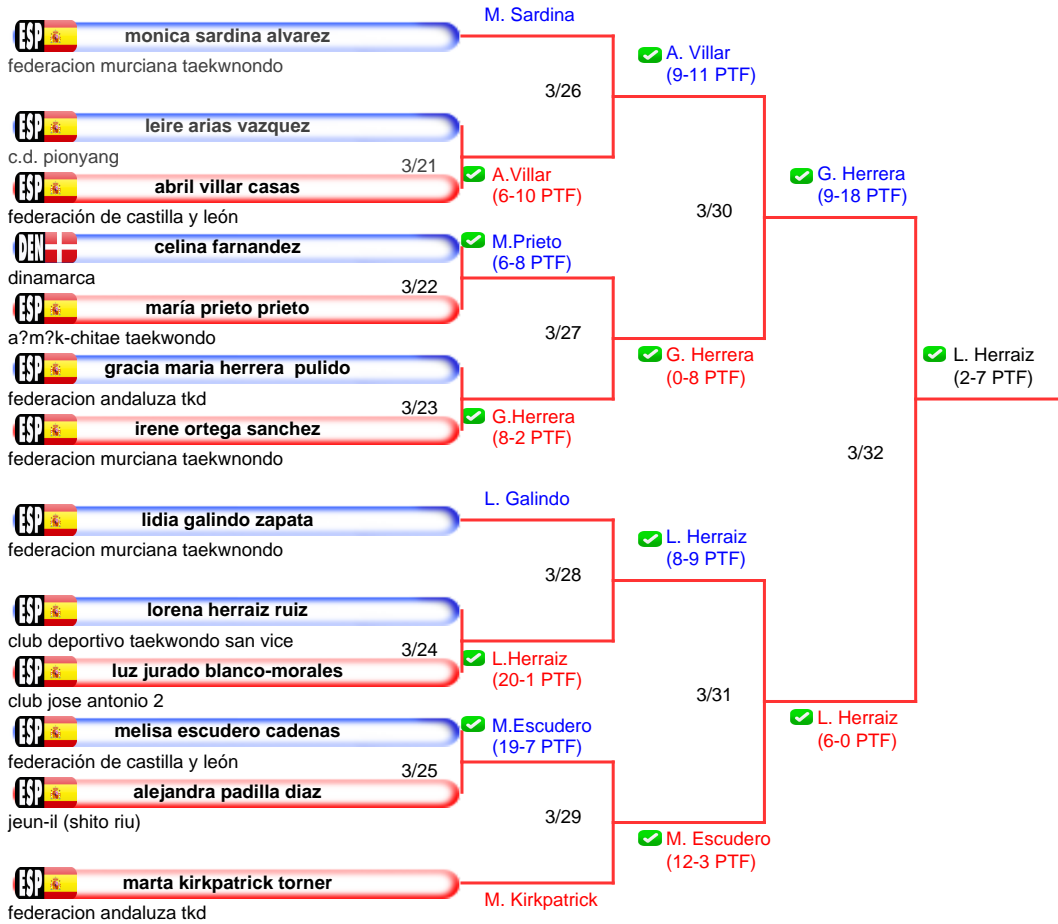 M. Sardina
ESP monica sardina alvarez
federacion murciana taekwnondo
A. Villar
(9-11 PTF)
3/26
ESP leire arias vazquez
c.d. pionyang
3/21
A.Villar
(6-10 PTF)
ESP abril villar casas
federación de castilla y león
G. Herrera
(9-18 PTF)
3/30
DEN celina farnandez
dinamarca
M.Prieto
(6-8 PTF)
3/22
ESP maría prieto prieto
a?m?k-chitae taekwondo
3/27
G. Herrera
(0-8 PTF)
ESP gracia maria herrera pulido
federacion andaluza tkd
3/23
G.Herrera
(8-2 PTF)
ESP irene ortega sanchez
federacion murciana taekwnondo
L. Herraiz
(2-7 PTF)
3/32
L. Galindo
ESP lidia galindo zapata
federacion murciana taekwnondo
L. Herraiz
(8-9 PTF)
3/28
ESP lorena herraiz ruiz
club deportivo taekwondo san vice
3/24
L.Herraiz
(20-1 PTF)
ESP luz jurado blanco-morales
club jose antonio 2
3/31
L. Herraiz
(6-0 PTF)
ESP melisa escudero cadenas
federación de castilla y león
M.Escudero
(19-7 PTF)
3/25
ESP alejandra padilla diaz
jeun-il (shito riu)
3/29
M. Escudero
(12-3 PTF)
ESP marta kirkpatrick torner
federacion andaluza tkd
M. Kirkpatrick